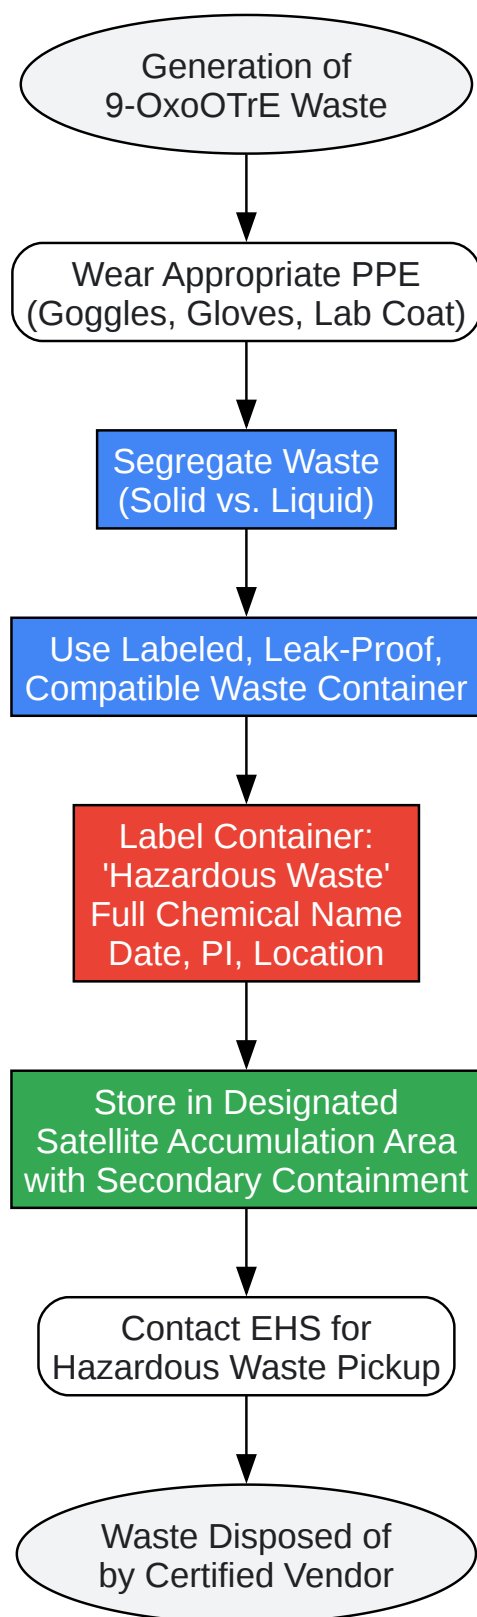 Generation of
9-OxoOTrE Waste
Wear Appropriate PPE
(Goggles, Gloves, Lab Coat)
Segregate Waste
(Solid vs. Liquid)
Use Labeled, Leak-Proof,
Compatible Waste Container
Label Container:
'Hazardous Waste'
Full Chemical Name
Date, PI, Location
Store in Designated
Satellite Accumulation Area
with Secondary Containment
Contact EHS for
Hazardous Waste Pickup
Waste Disposed of
by Certified Vendor